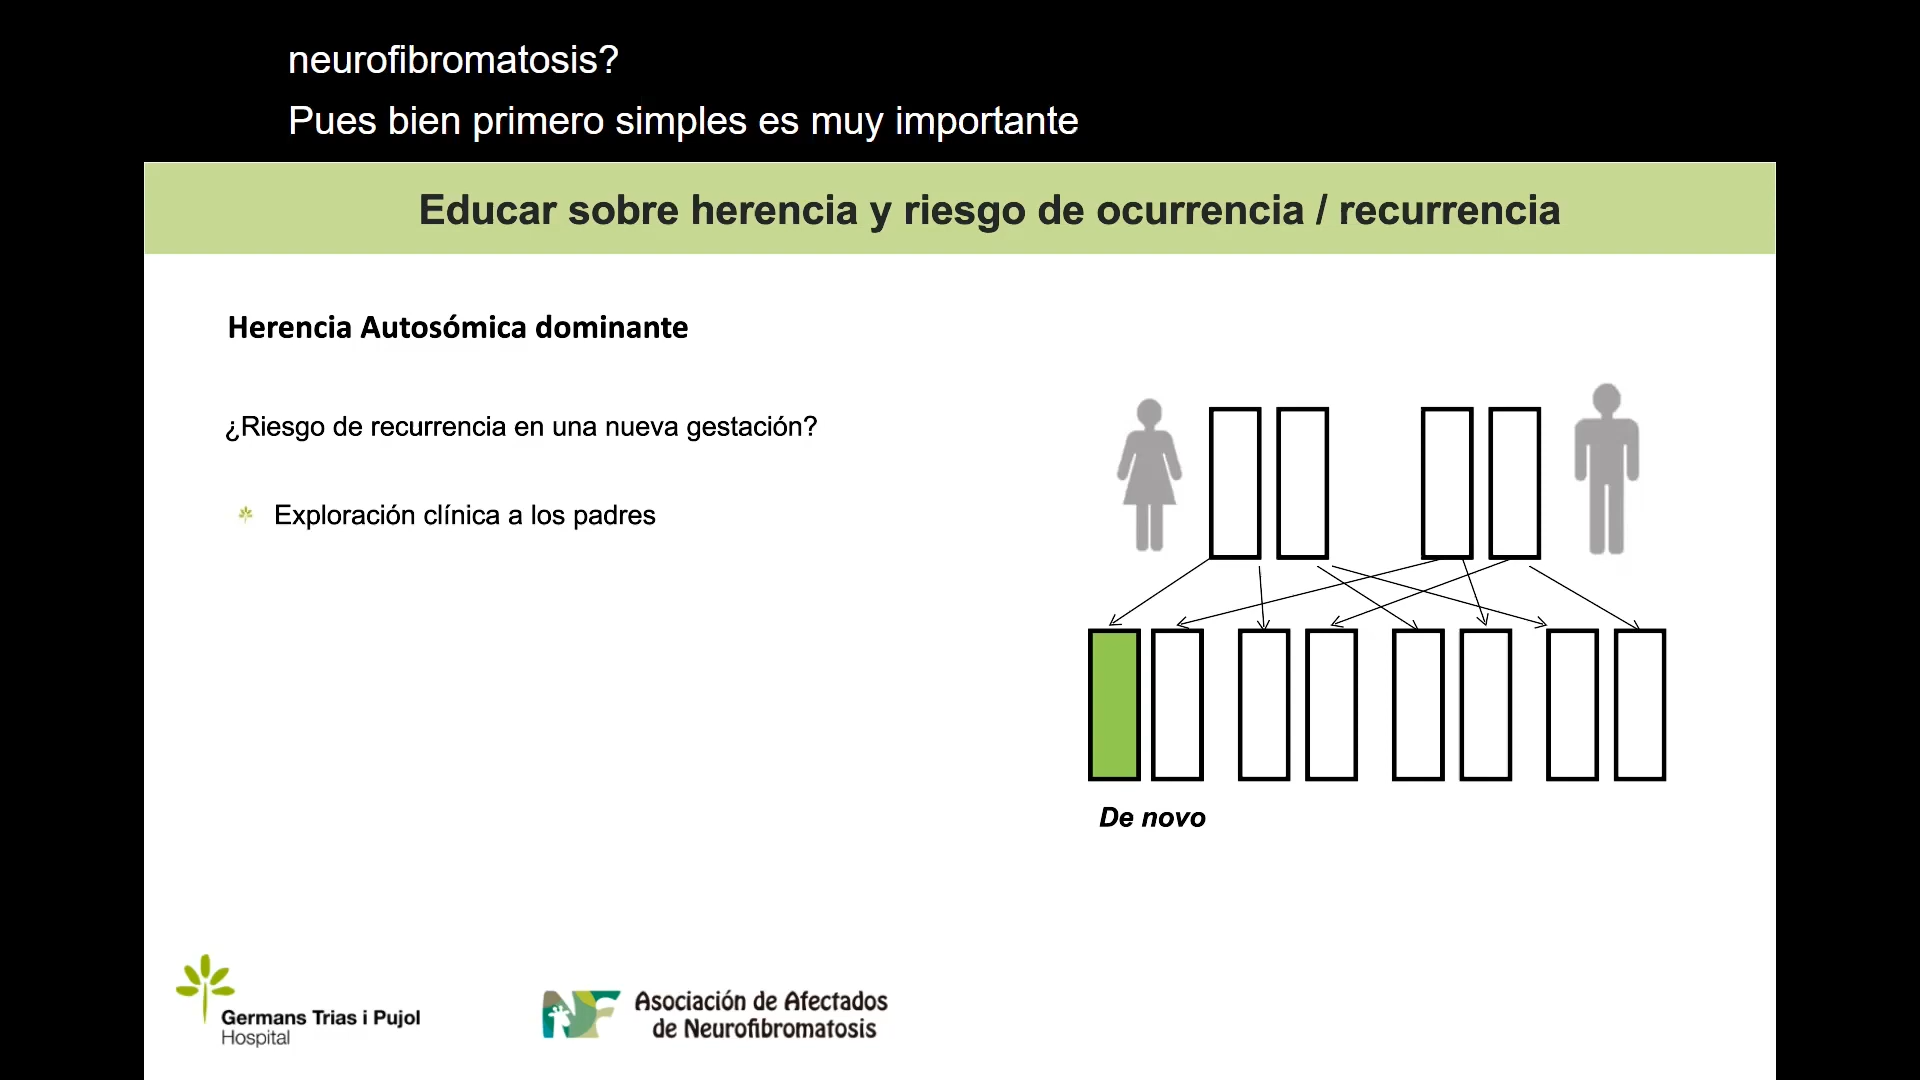 neurofibromatosis?
Pues bien primero simples es muy importante
Educar sobre herencia y riesgo de ocurrencia / recurrencia
Herencia Autosómica dominante
¿Riesgo de recurrencia en una nueva gestación?
Exploración clínica a los padres
De novo
Germans Trias i Pujol
Hospital
NF
Asociación de Afectados
de Neurofibromatosis